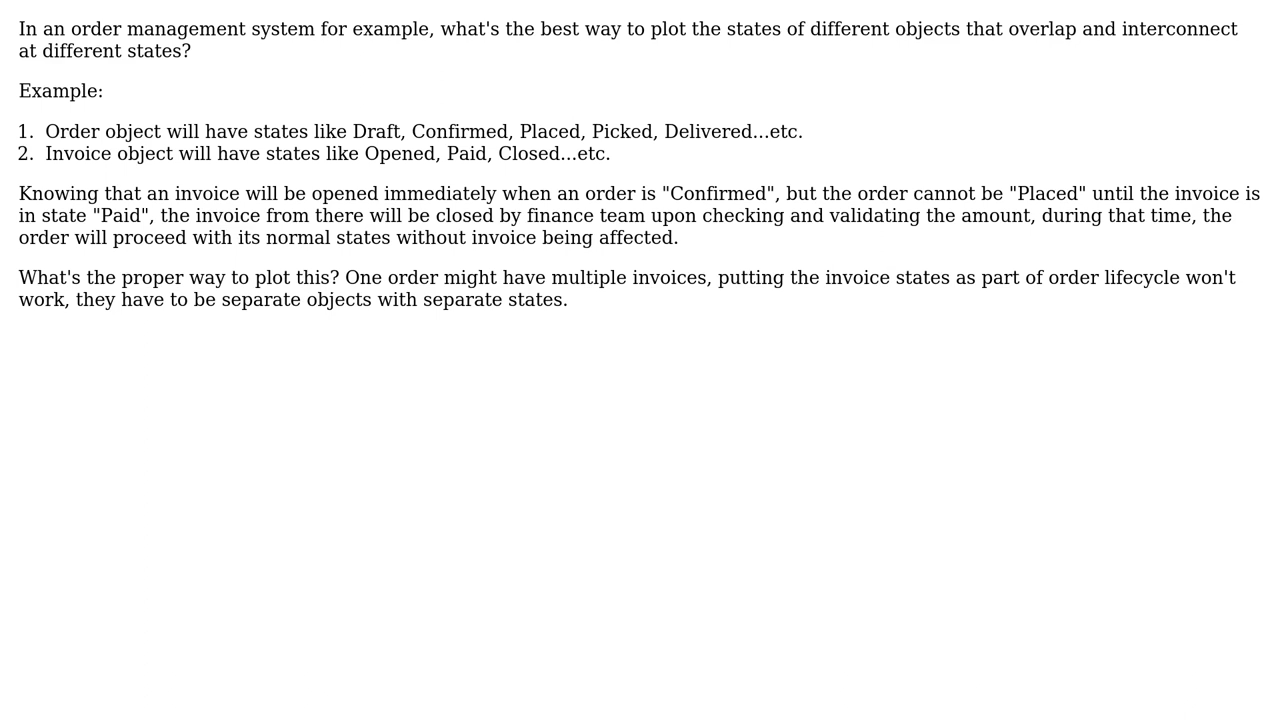 In an order management system for example, what's the best way to plot the states of different objects that overlap and interconnect
at different states?
Example:
1. Order object will have states like Draft, Confirmed, Placed, Picked, Delivered...etc.
2. Invoice object will have states like Opened, Paid, Closed...etc.
Knowing that an invoice will be opened immediately when an order is "Confirmed", but the order cannot be "Placed" until the invoice is
in state "Paid", the invoice from there will be closed by finance team upon checking and validating the amount, during that time, the
order will proceed with its normal states without invoice being affected.
What's the proper way to plot this? One order might have multiple invoices, putting the invoice states as part of order lifecycle won't
work, they have to be separate objects with separate states.